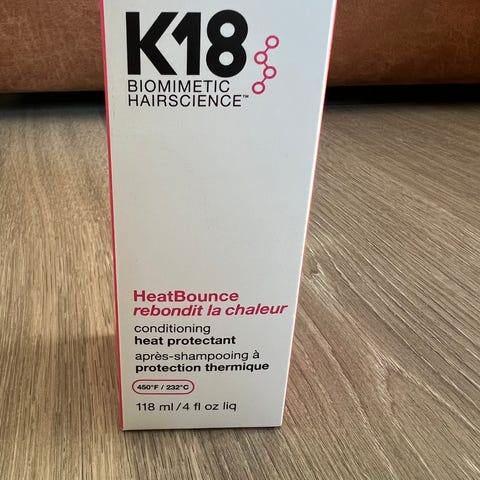 K18
BIOMIMETIC
HAIRSCIENCE™
HeatBounce
rebondit la chaleur
conditioning
heat protectant
après-shampooing à
protection thermique
450°F / 232°C
118 ml/4 fl oz liq